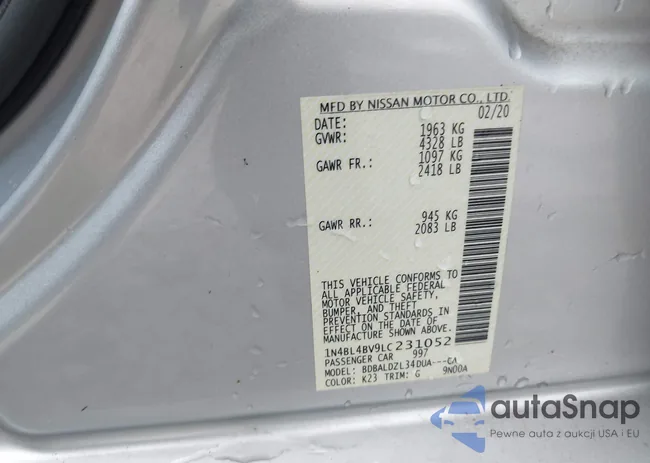 MFD BY NISSAN MOTOR CO., LTD.
DATE: 02/20
GVWR: 1963 KG
4328 LB
GAWR FR.: 1097 KG
2418 LB
GAWR RR.: 945 KG
2083 LB
THIS VEHICLE CONFORMS TO
ALL APPLICABLE FEDERAL
MOTOR VEHICLE SAFETY,
BUMPER, AND THEFT
PREVENTION STANDARDS IN
EFFECT ON THE DATE OF
MANUFACTURE SHOWN ABOVE.
1N4BL4BV9LC231052
PASSENGER CAR 997
MODEL: BDBALDZL34DUA---CA
COLOR: K23 TRIM: G 9N00A
autoSnap
Pewne auta z aukcji USA i EU